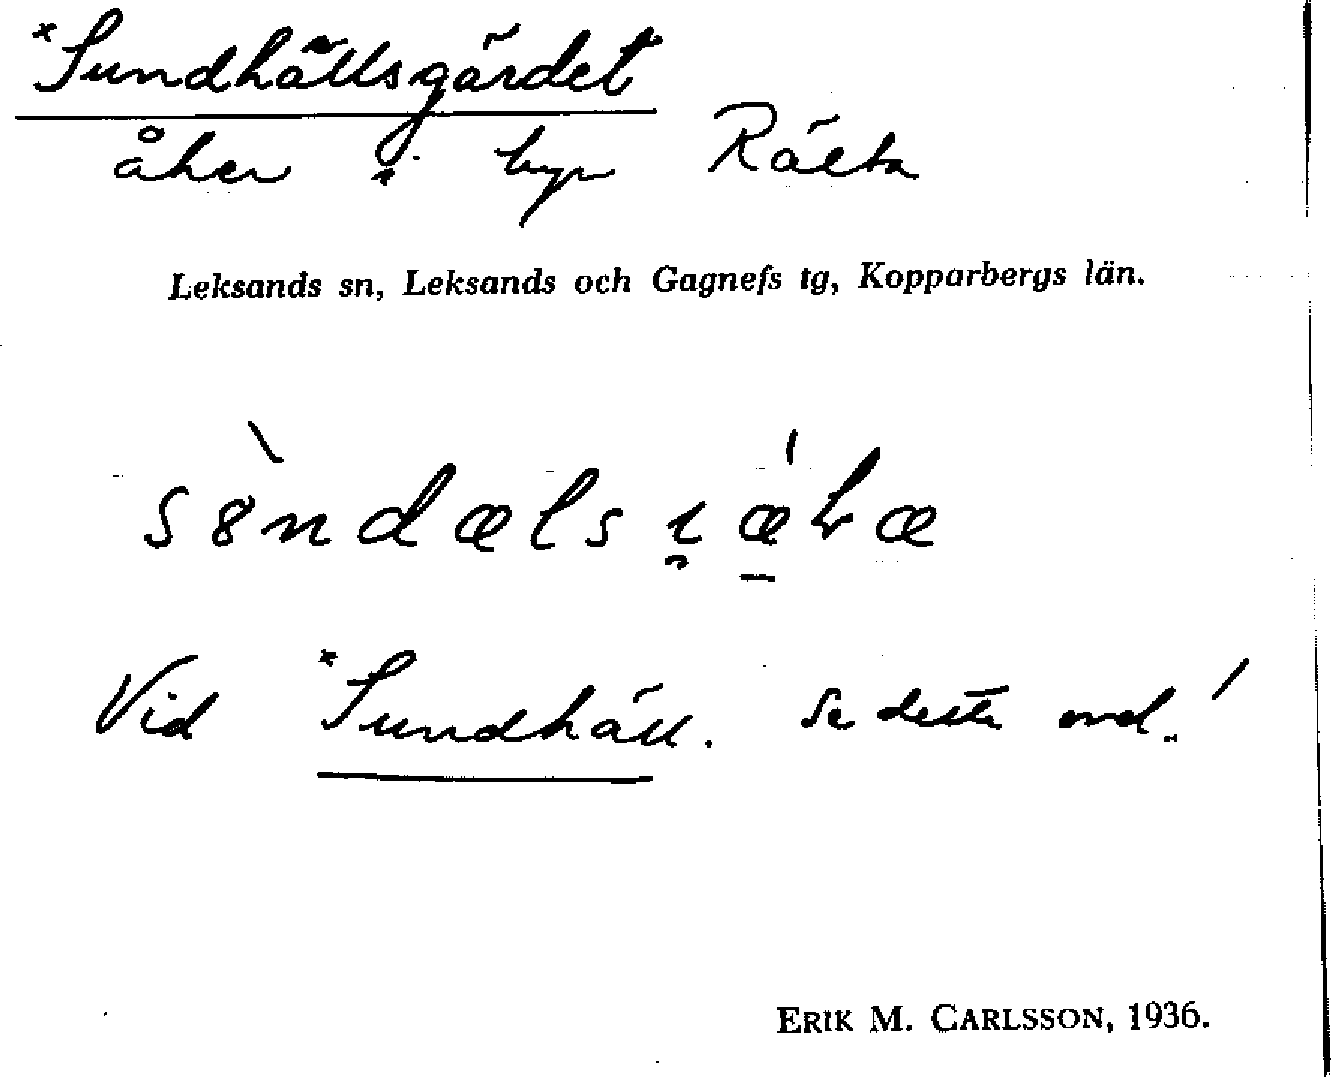 *Sundhällsgärdet
åker i byn Rälta
Leksands sn, Leksands och Gagnefs tg, Kopparbergs län.
Vid *Sundhäll. Se detta ord!
ERIK M. CARLSSON, 1936.